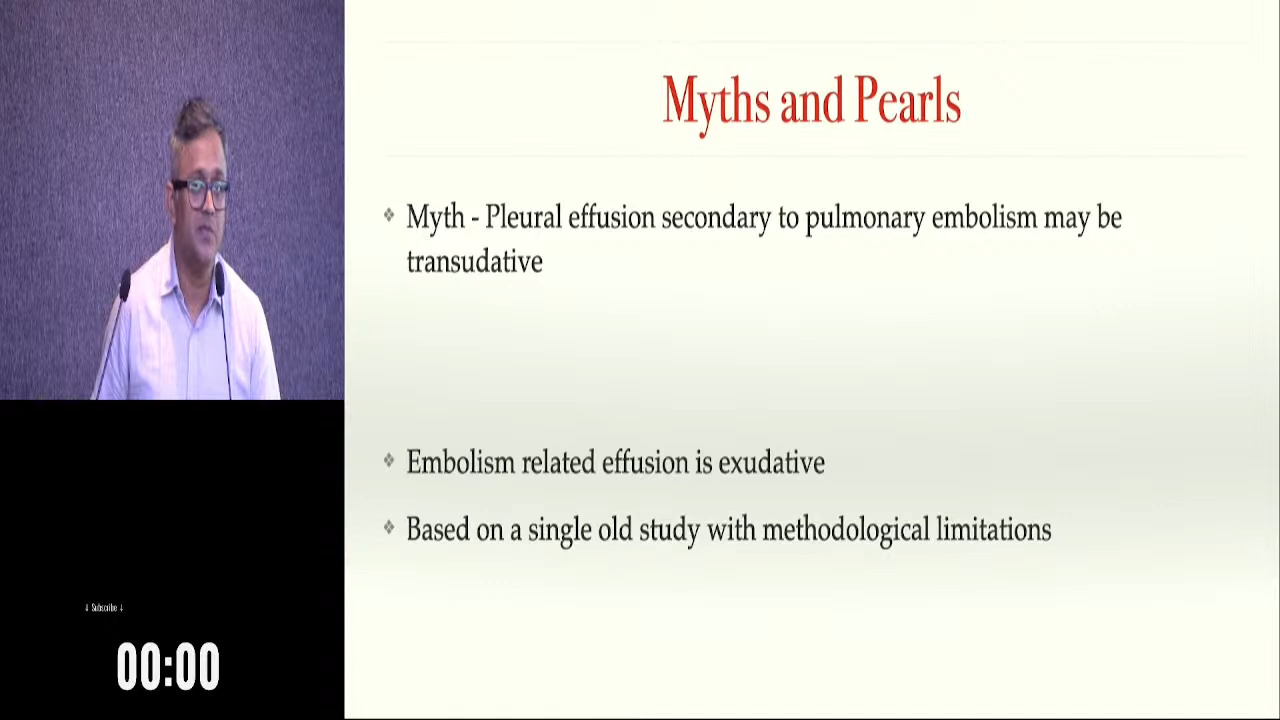 Myths and Pearls
Myth - Pleural effusion secondary to pulmonary embolism may be
transudative
Embolism related effusion is exudative
Based on a single old study with methodological limitations
↓ Subscribe ↓
00:00